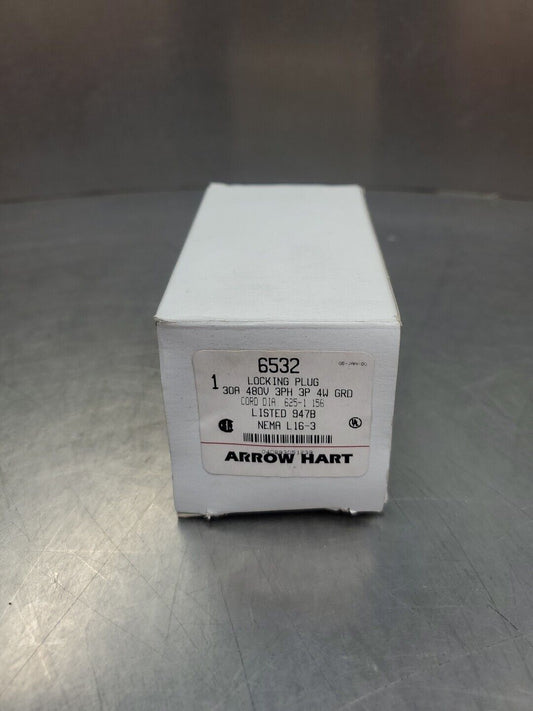 6532
1 LOCKING PLUG
30A 480V 3PH 3P 4W GRD
CORD DIA .625-1.156
LISTED 947B
NEMA L16-3
ARROW HART